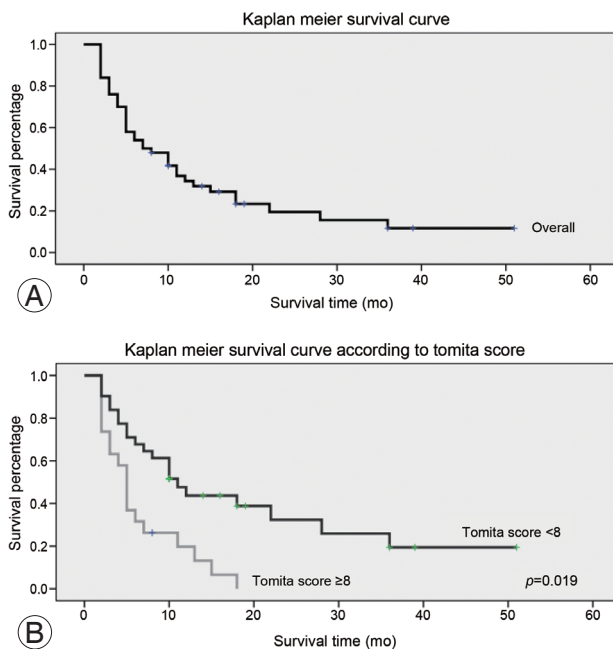 Kaplan meier survival curve
Survival percentage
1.0
0.8
0.6
0.4
0.2
0.0
Overall
0 10 20 30 40 50 60
Survival time (mo)
A
Kaplan meier survival curve according to tomita score
Survival percentage
1.0
0.8
0.6
0.4
0.2
0.0
Tomita score <8
Tomita score ≥8
p=0.019
0 10 20 30 40 50 60
Survival time (mo)
B